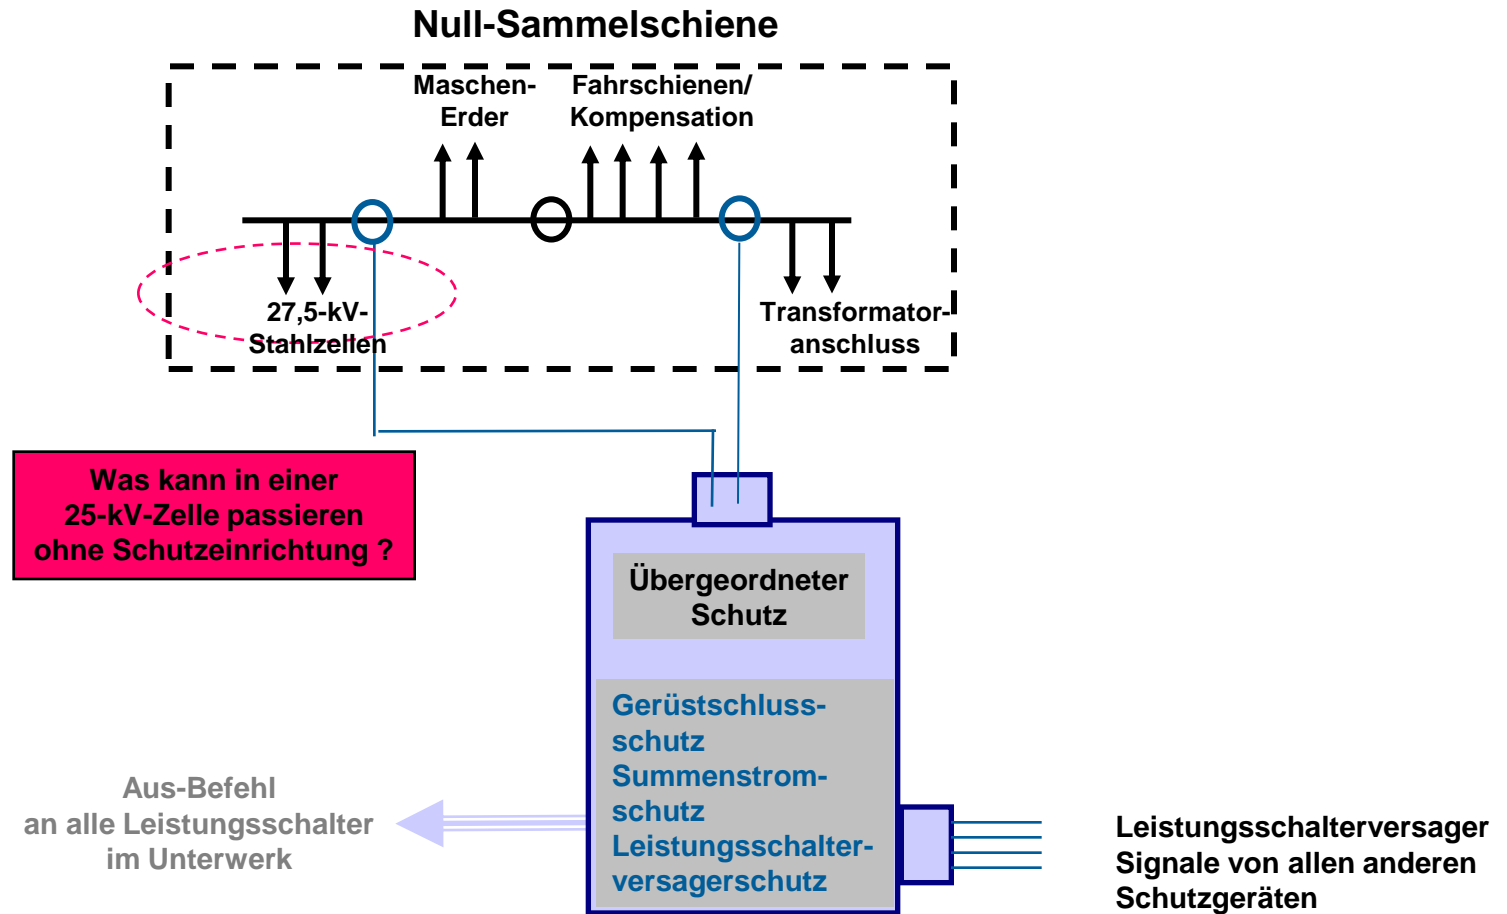 Null-Sammelschiene
Maschen-
Erder
Fahrschienen/
Kompensation
27,5-kV-
Stahlzellen
Transformator-
anschluss
Was kann in einer
25-kV-Zelle passieren
ohne Schutzeinrichtung ?
Übergeordneter
Schutz
Gerüstschluss-
schutz
Summenstrom-
schutz
Leistungsschalter-
versagerschutz
Aus-Befehl
an alle Leistungsschalter
im Unterwerk
Leistungsschalterversager
Signale von allen anderen
Schutzgeräten